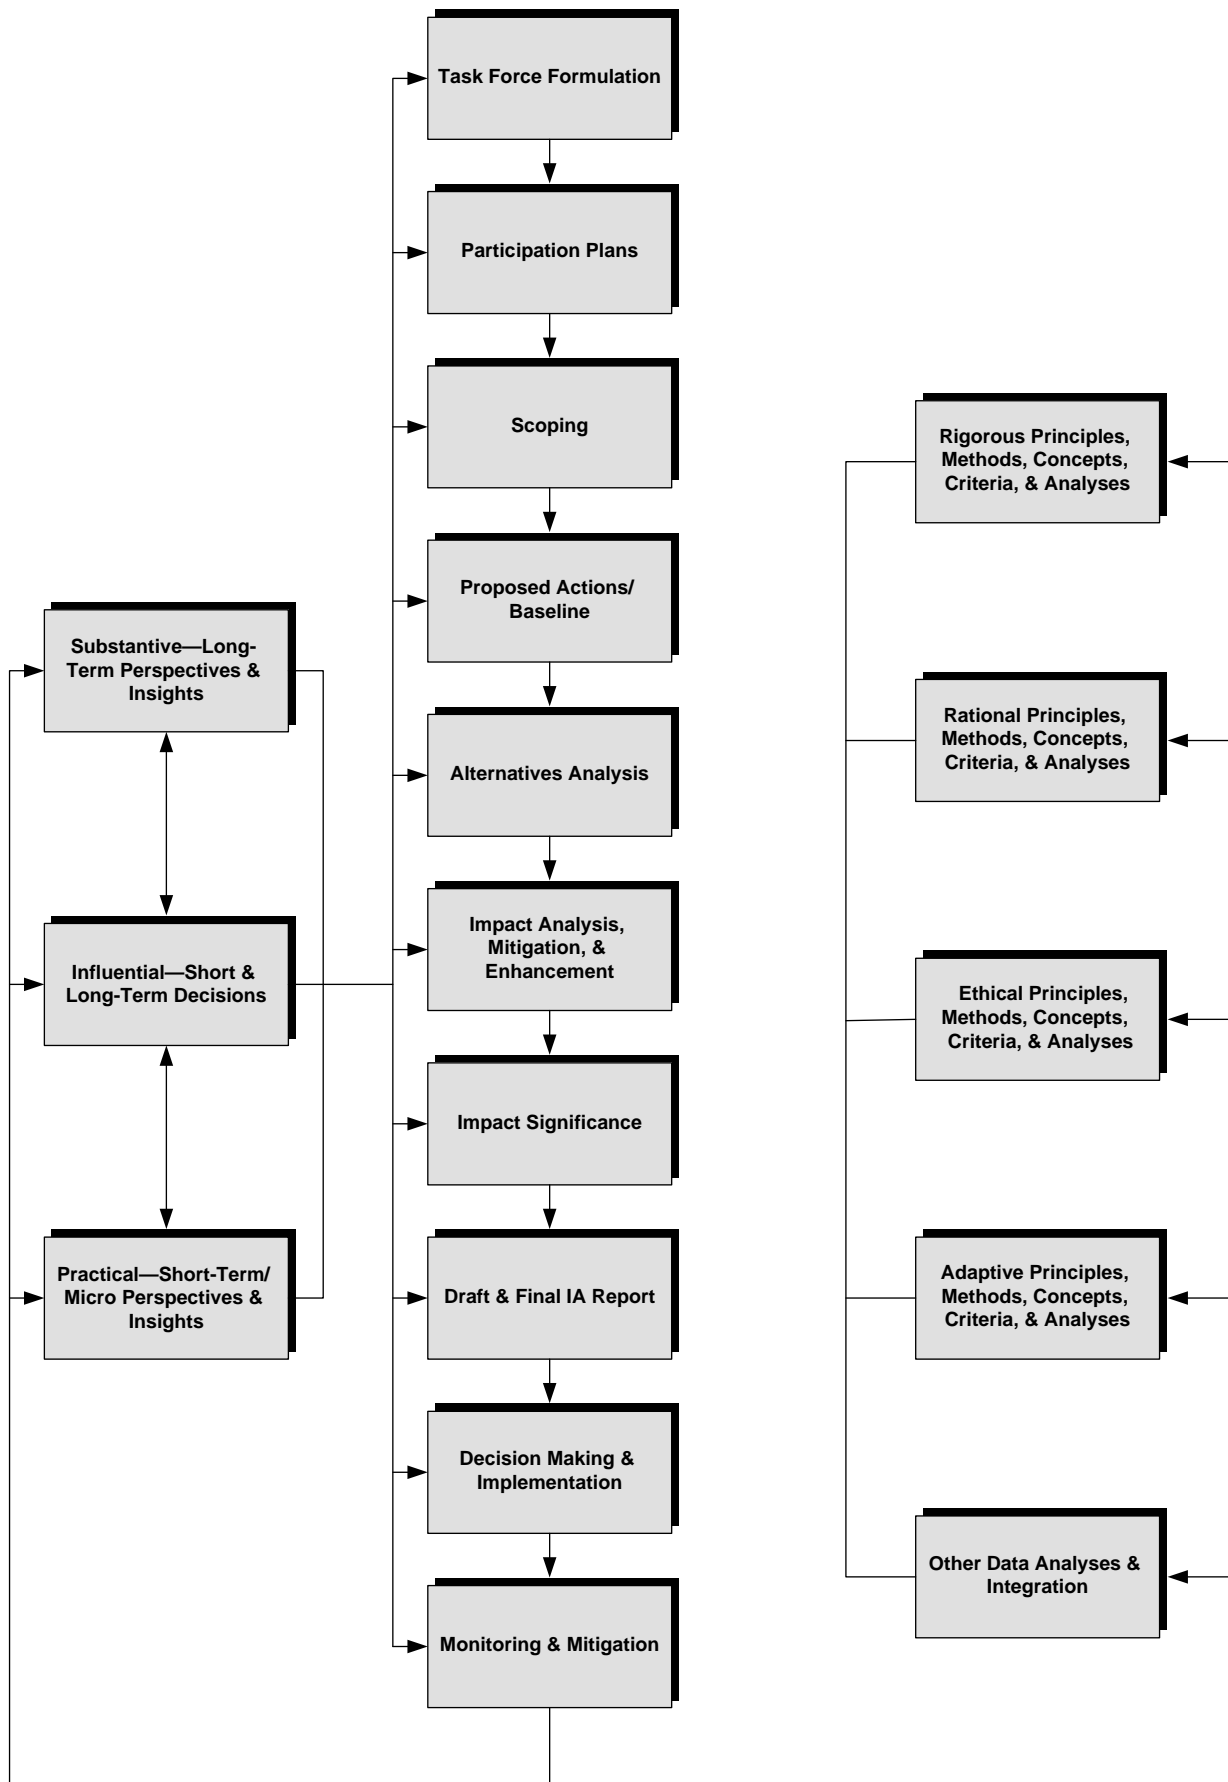 Task Force Formulation
Participation Plans
Scoping
Proposed Actions/
Baseline
Alternatives Analysis
Impact Analysis,
Mitigation, &
Enhancement
Impact Significance
Draft & Final IA Report
Decision Making &
Implementation
Monitoring & Mitigation
Substantive—Long-
Term Perspectives &
Insights
Influential—Short &
Long-Term Decisions
Practical—Short-Term/
Micro Perspectives &
Insights
Rigorous Principles,
Methods, Concepts,
Criteria, & Analyses
Rational Principles,
Methods, Concepts,
Criteria, & Analyses
Ethical Principles,
Methods, Concepts,
Criteria, & Analyses
Adaptive Principles,
Methods, Concepts,
Criteria, & Analyses
Other Data Analyses &
Integration